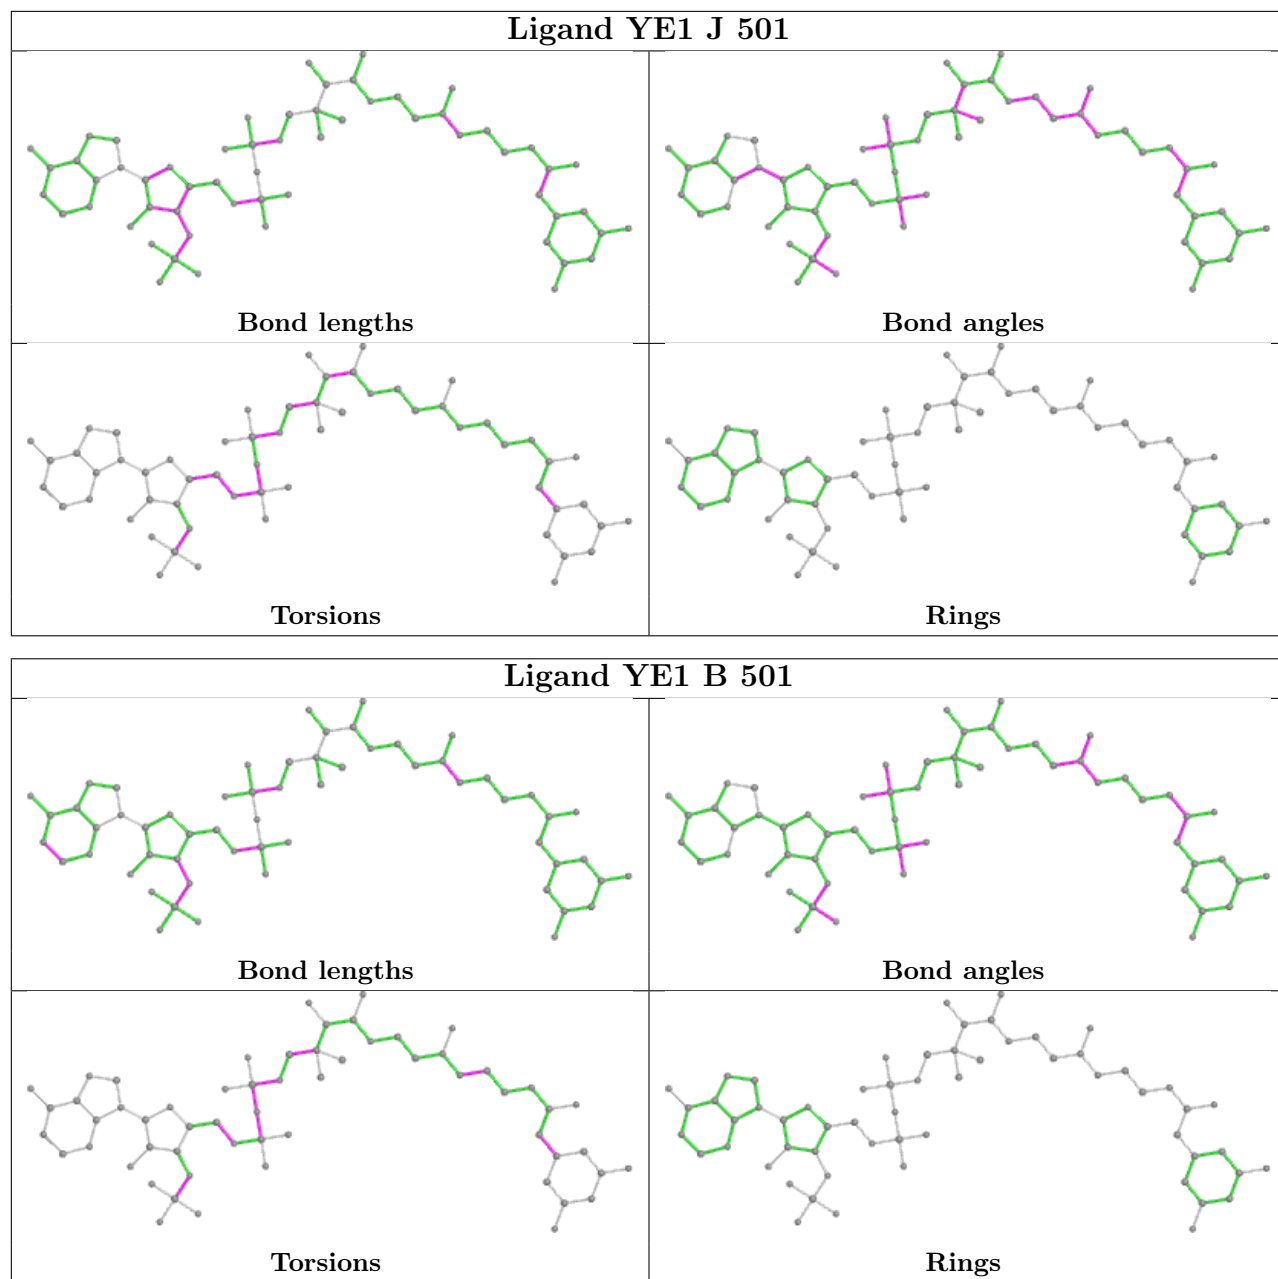 Ligand YE1 J 501
Bond lengths
Bond angles
Torsions
Rings
Ligand YE1 B 501
Bond lengths
Bond angles
Torsions
Rings